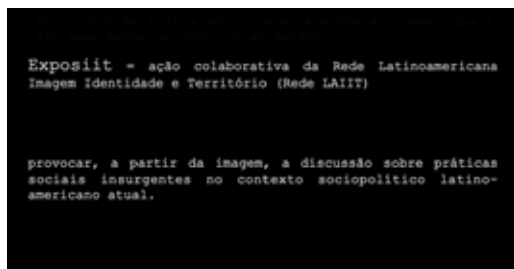 Exposiit - ação colaborativa da Rede Latinoamericana
Imagem Identidade e Território (Rede LAIIT)
provocar, a partir da imagem, a discussão sobre práticas
sociais insurgentes no contexto sociopolítico latino-
americano atual.